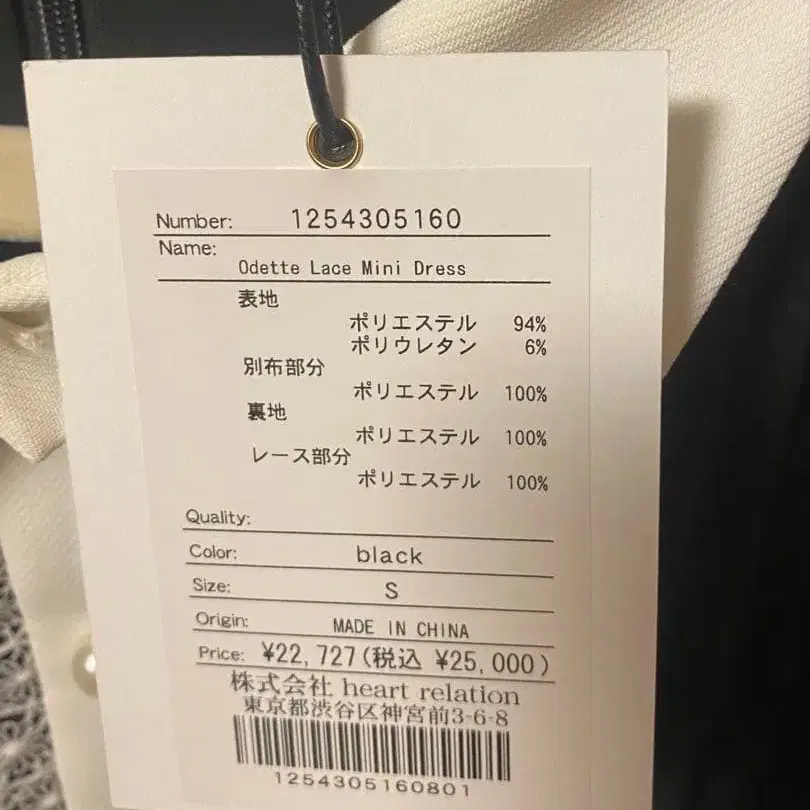 Number: 1254305160
Name:
Odette Lace Mini Dress
表地
ポリエステル 94%
ポリウレタン 6%
別布部分
ポリエステル 100%
裏地
ポリエステル 100%
レース部分
ポリエステル 100%
Quality:
Color: black
Size: S
Origin: MADE IN CHINA
Price: ¥22,727(税込 ¥25,000)
株式会社 heart relation
東京都渋谷区神宮前3-6-8
1254305160801